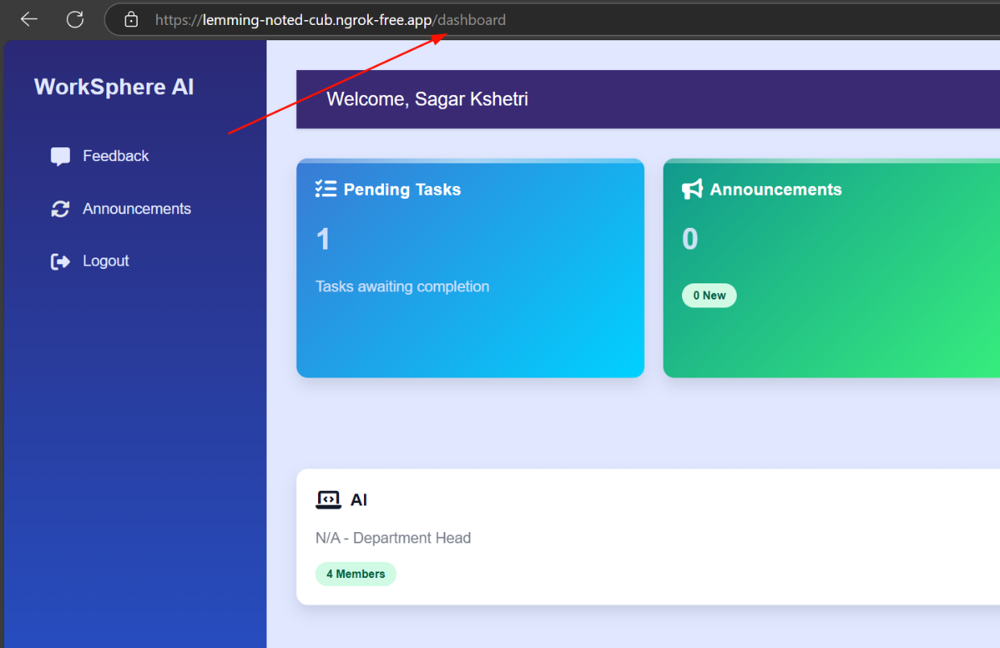 https://lemming-noted-cub.ngrok-free.app/dashboard
WorkSphere AI
Feedback
Announcements
Logout
Welcome, Sagar Kshetri
Pending Tasks
1
Tasks awaiting completion
Announcements
0
0 New
AI
N/A - Department Head
4 Members